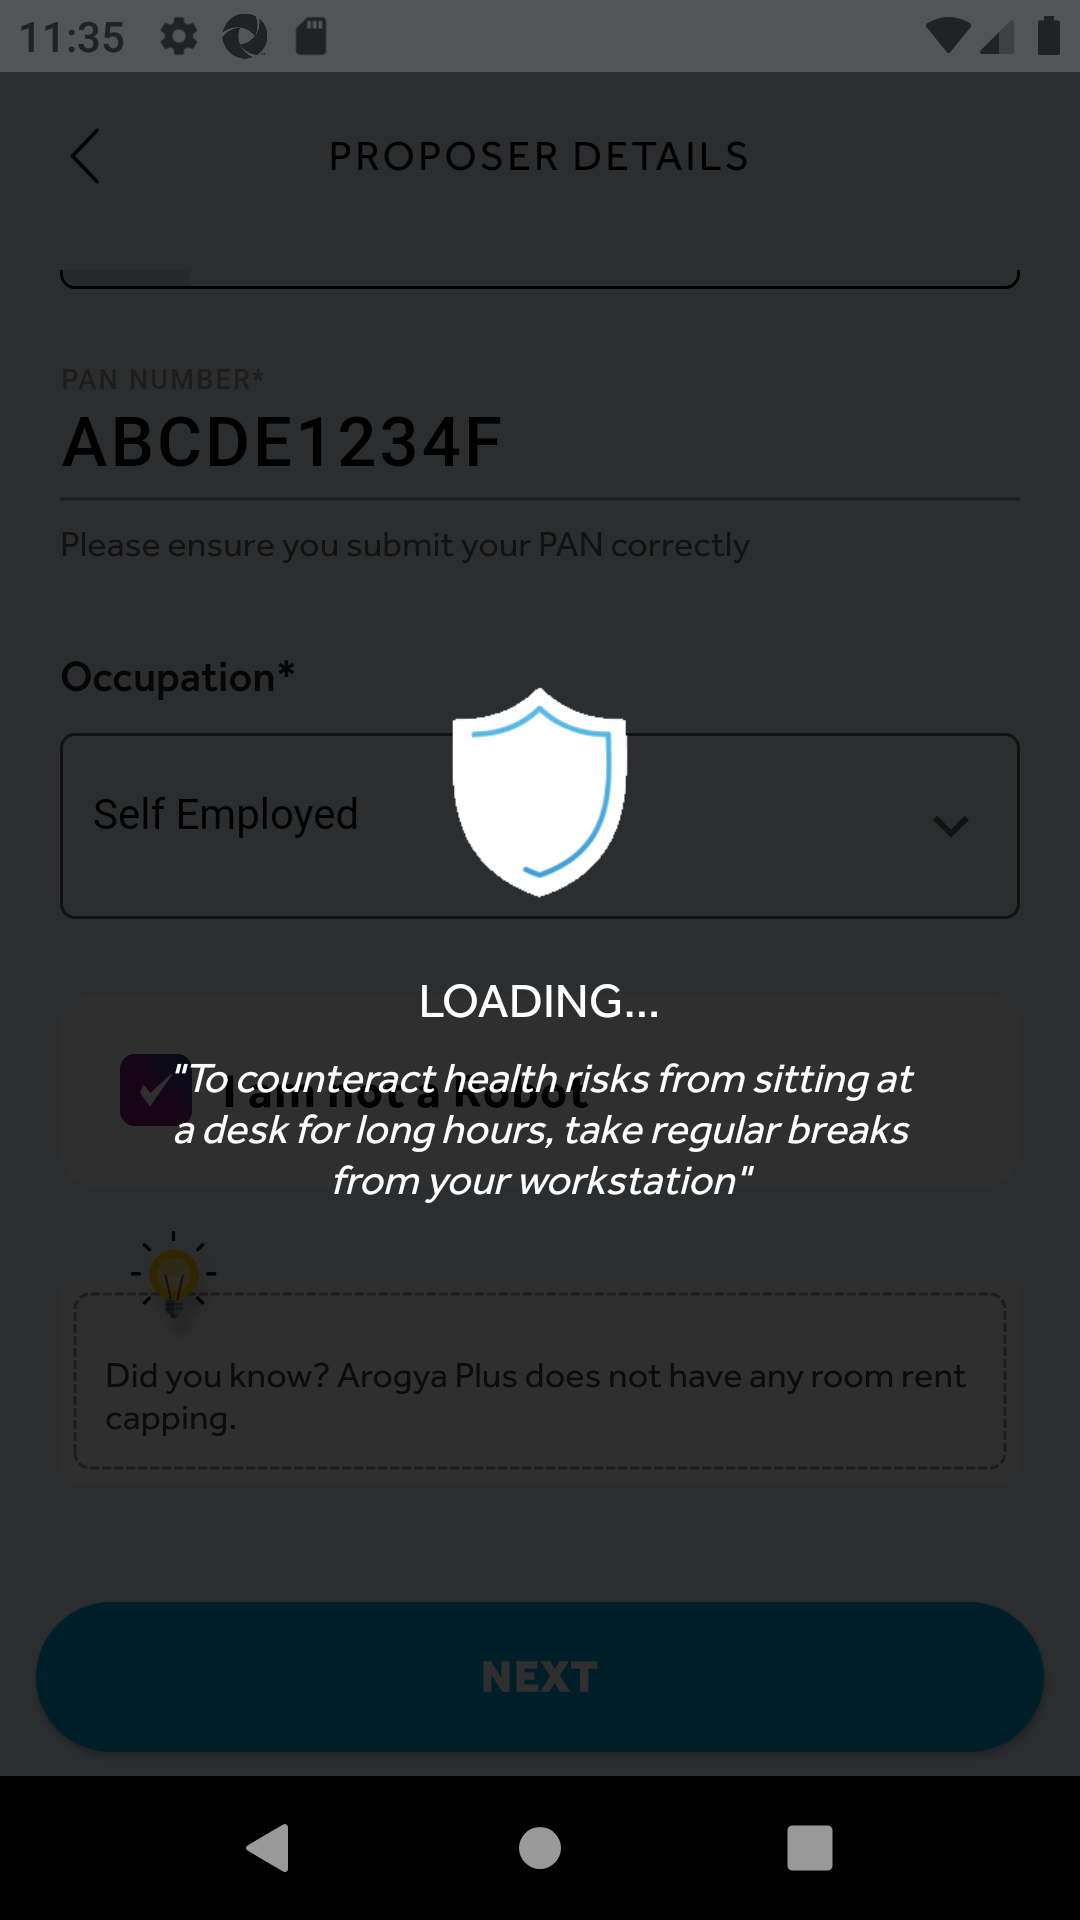 11:35
PROPOSER DETAILS
PAN NUMBER*
ABCDE1234F
Please ensure you submit your PAN correctly
Occupation*
Self Employed
LOADING...
I am not a Robot
"To counteract health risks from sitting at
a desk for long hours, take regular breaks
from your workstation"
Did you know? Arogya Plus does not have any room rent
capping.
NEXT